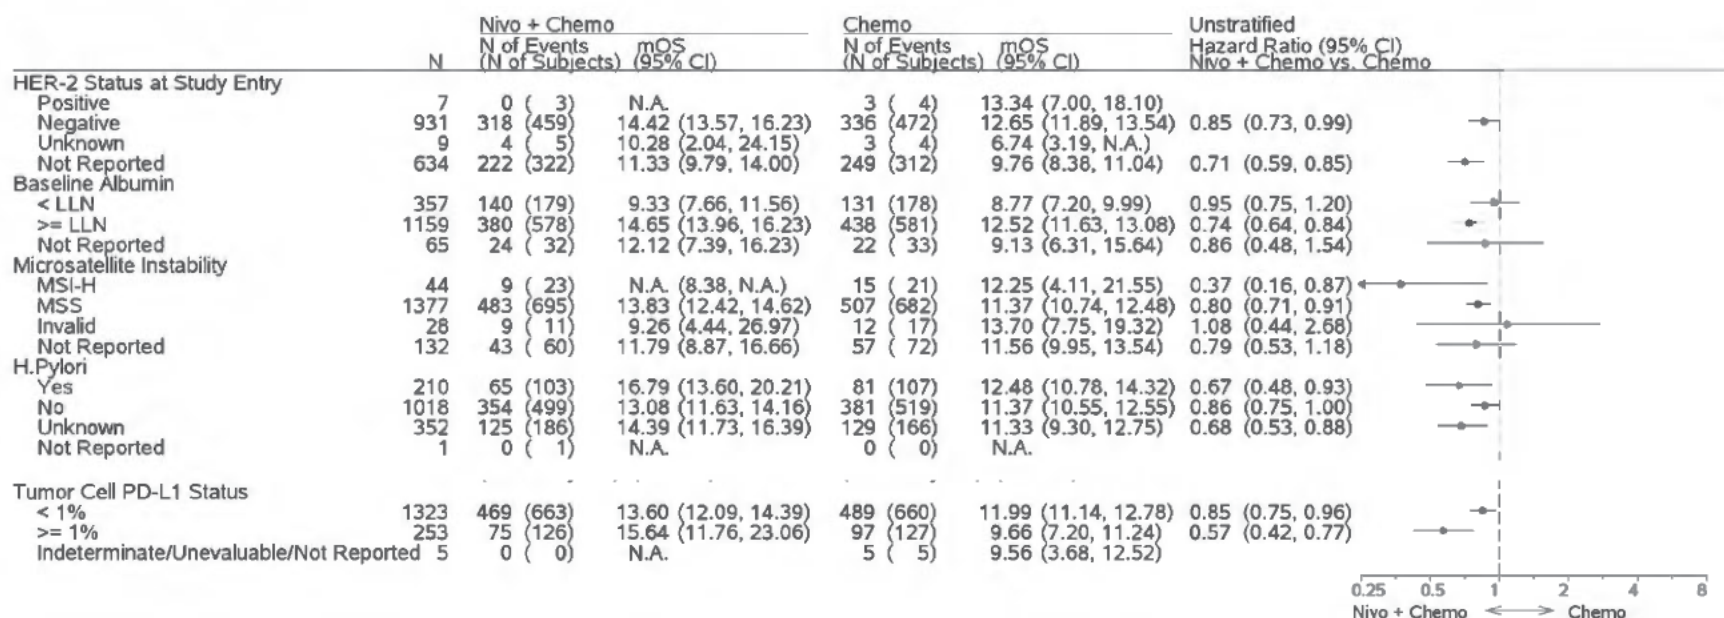 Nivo + Chemo Chemo Unstratified
N of Events mOS N of Events mOS Hazard Ratio (95% CI)
N (N of Subjects) (95% CI) (N of Subjects) (95% CI) Nivo + Chemo vs. Chemo
HER-2 Status at Study Entry
Positive 7 0 ( 3) N.A. 3 ( 4) 13.34 (7.00, 18.10)
Negative 931 318 (459) 14.42 (13.57, 16.23) 336 (472) 12.65 (11.89, 13.54) 0.85 (0.73, 0.99)
Unknown 9 4 ( 5) 10.28 (2.04, 24.15) 3 ( 4) 6.74 (3.19, N.A.)
Not Reported 634 222 (322) 11.33 (9.79, 14.00) 249 (312) 9.76 (8.38, 11.04) 0.71 (0.59, 0.85)
Baseline Albumin
< LLN 357 140 (179) 9.33 (7.66, 11.56) 131 (178) 8.77 (7.20, 9.99) 0.95 (0.75, 1.20)
>= LLN 1159 380 (578) 14.65 (13.96, 16.23) 438 (581) 12.52 (11.63, 13.08) 0.74 (0.64, 0.84)
Not Reported 65 24 ( 32) 12.12 (7.39, 16.23) 22 ( 33) 9.13 (6.31, 15.64) 0.86 (0.48, 1.54)
Microsatellite Instability
MSI-H 44 9 ( 23) N.A. (8.38, N.A.) 15 ( 21) 12.25 (4.11, 21.55) 0.37 (0.16, 0.87)
MSS 1377 483 (695) 13.83 (12.42, 14.62) 507 (682) 11.37 (10.74, 12.48) 0.80 (0.71, 0.91)
Invalid 28 9 ( 11) 9.26 (4.44, 26.97) 12 ( 17) 13.70 (7.75, 19.32) 1.08 (0.44, 2.68)
Not Reported 132 43 ( 60) 11.79 (8.87, 16.66) 57 ( 72) 11.56 (9.95, 13.54) 0.79 (0.53, 1.18)
H.Pylori
Yes 210 65 (103) 16.79 (13.60, 20.21) 81 (107) 12.48 (10.78, 14.32) 0.67 (0.48, 0.93)
No 1018 354 (499) 13.08 (11.63, 14.16) 381 (519) 11.37 (10.55, 12.55) 0.86 (0.75, 1.00)
Unknown 352 125 (186) 14.39 (11.73, 16.39) 129 (166) 11.33 (9.30, 12.75) 0.68 (0.53, 0.88)
Not Reported 1 0 ( 1) N.A. 0 ( 0) N.A.
Tumor Cell PD-L1 Status
< 1% 1323 469 (663) 13.60 (12.09, 14.39) 489 (660) 11.99 (11.14, 12.78) 0.85 (0.75, 0.96)
>= 1% 253 75 (126) 15.64 (11.76, 23.06) 97 (127) 9.66 (7.20, 11.24) 0.57 (0.42, 0.77)
Indeterminate/Unevaluable/Not Reported 5 0 ( 0) N.A. 5 ( 5) 9.56 (3.68, 12.52)
0.25 0.5 1 2 4 8
Nivo + Chemo <—> Chemo